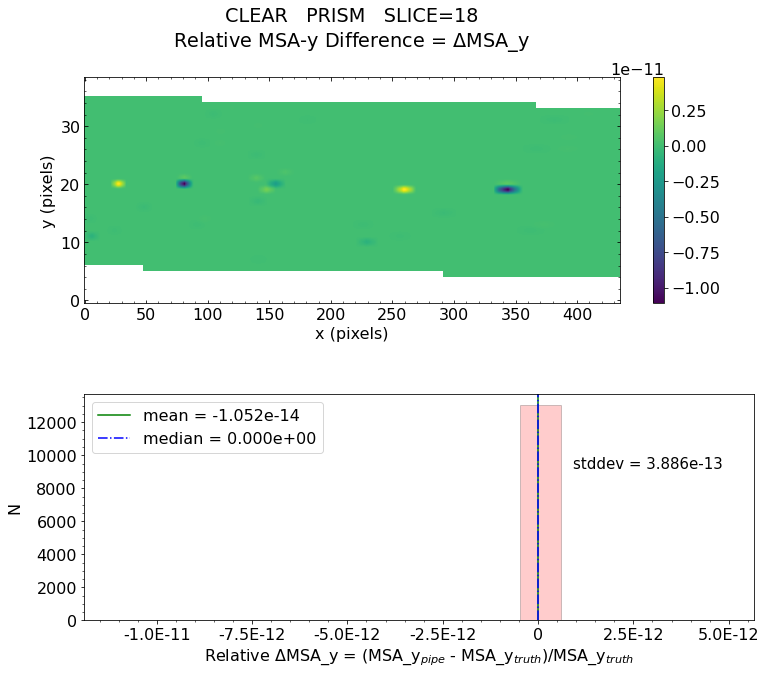 CLEAR PRISM SLICE=18
Relative MSA-y Difference = ΔMSA_y
1e−11
y (pixels)
30
20
10
0
0 50 100 150 200 250 300 350 400
x (pixels)
0.25
0.00
−0.25
−0.50
−0.75
−1.00
mean = -1.052e-14
median = 0.000e+00
stddev = 3.886e-13
N
12000
10000
8000
6000
4000
2000
0
-1.0E-11 -7.5E-12 -5.0E-12 -2.5E-12 0 2.5E-12 5.0E-12
Relative ΔMSA_y = (MSA_y_pipe - MSA_y_truth)/MSA_y_truth